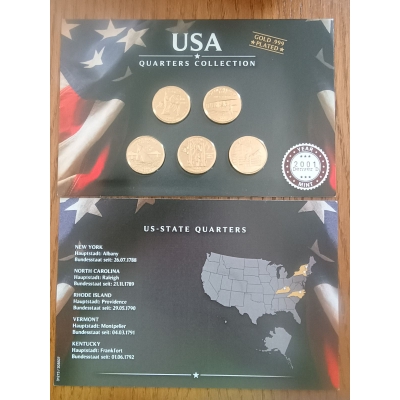 USA
QUARTERS COLLECTION
GOLD .999
PLATED
YEAR
2001
MINT
US-STATE QUARTERS
NEW YORK
Hauptstadt: Albany
Bundesstaat seit: 26.07.1788
NORTH CAROLINA
Hauptstadt: Raleigh
Bundesstaat seit: 21.11.1789
RHODE ISLAND
Hauptstadt: Providence
Bundesstaat seit: 29.05.1790
VERMONT
Hauptstadt: Montpelier
Bundesstaat seit: 04.03.1791
KENTUCKY
Hauptstadt: Frankfort
Bundesstaat seit: 01.06.1792